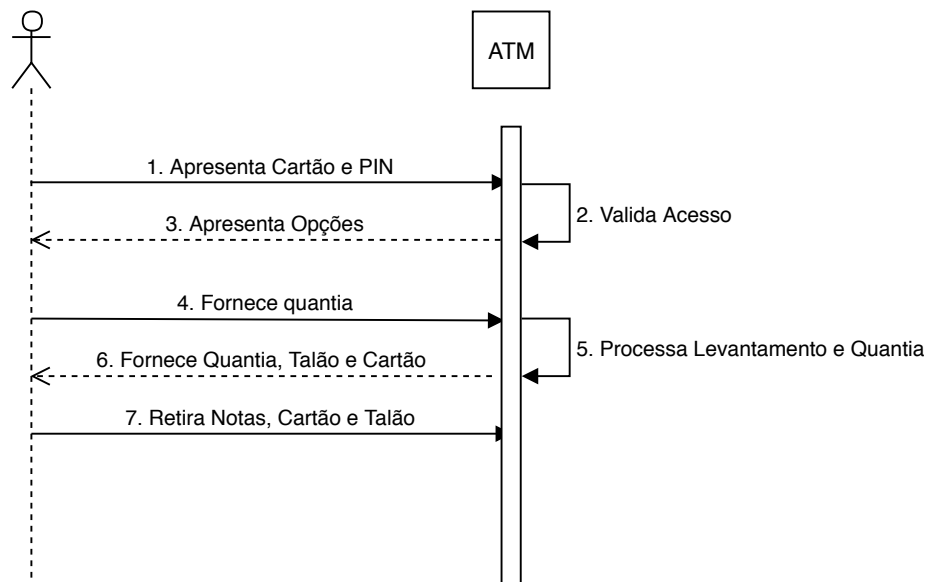 ATM
1. Apresenta Cartão e PIN
2. Valida Acesso
3. Apresenta Opções
4. Fornece quantia
5. Processa Levantamento e Quantia
6. Fornece Quantia, Talão e Cartão
7. Retira Notas, Cartão e Talão